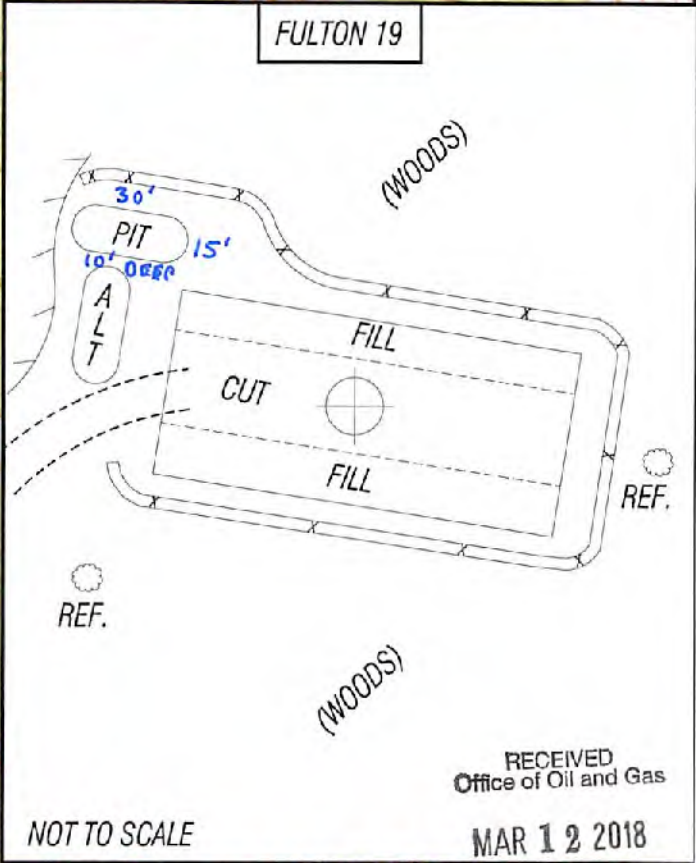 FULTON 19
(WOODS)
30'
PIT
15'
10' DEEP
ALT
FILL
CUT
FILL
REF.
REF.
(WOODS)
RECEIVED
Office of Oil and Gas
NOT TO SCALE
MAR 12 2018